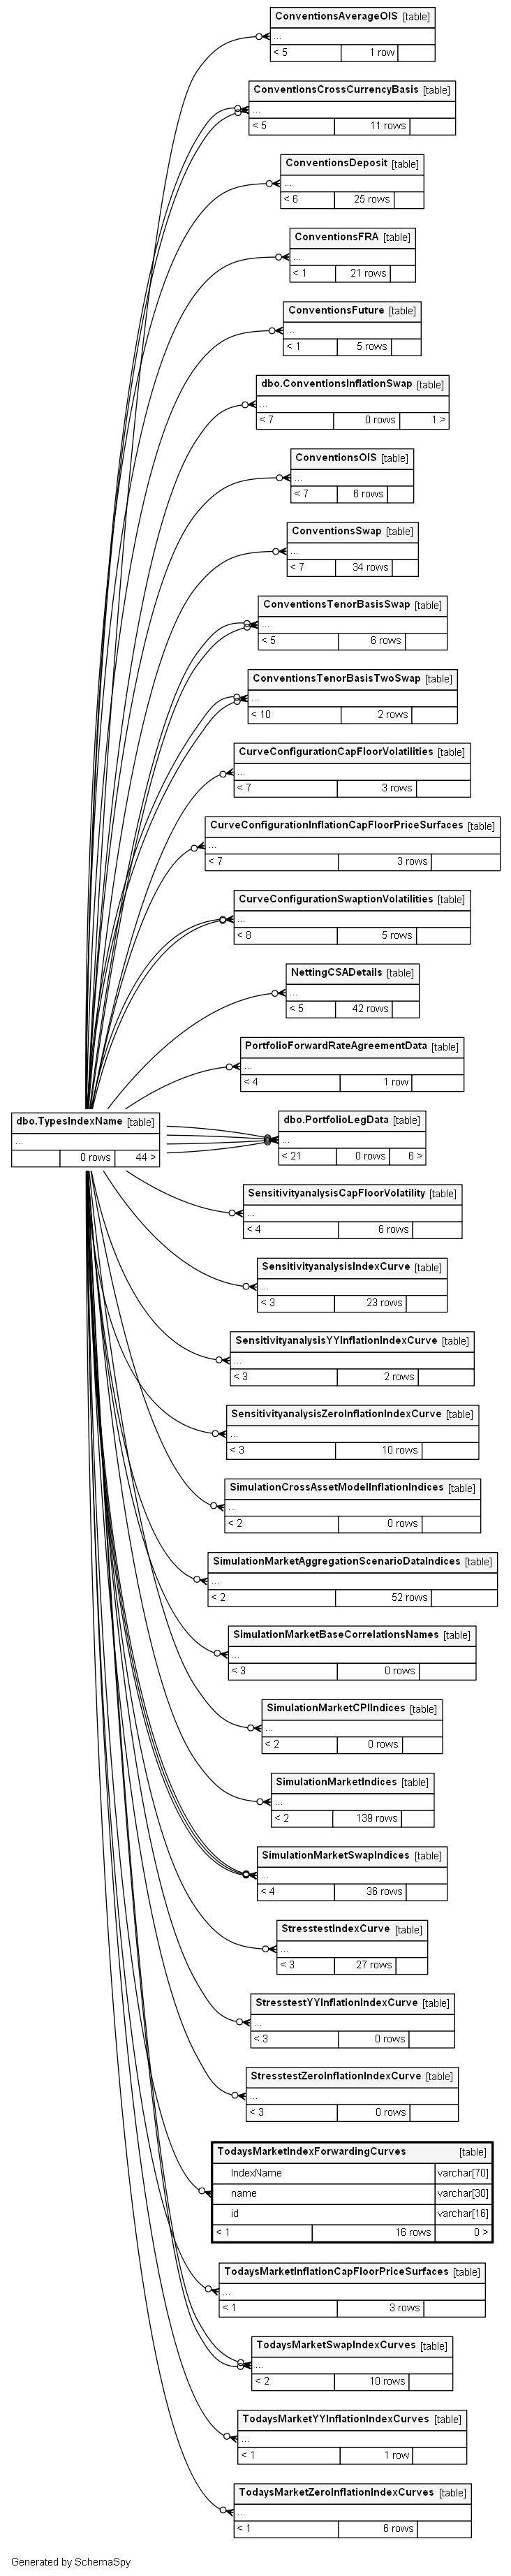 ConventionsAverageOIS [table]
...
< 5 1 row
ConventionsCrossCurrencyBasis [table]
...
< 5 11 rows
ConventionsDeposit [table]
...
< 6 25 rows
ConventionsFRA [table]
...
< 1 21 rows
ConventionsFuture [table]
...
< 1 5 rows
dbo.ConventionsInflationSwap [table]
...
< 7 0 rows 1 >
ConventionsOIS [table]
...
< 7 6 rows
ConventionsSwap [table]
...
< 7 34 rows
ConventionsTenorBasisSwap [table]
...
< 5 6 rows
ConventionsTenorBasisTwoSwap [table]
...
< 10 2 rows
CurveConfigurationCapFloorVolatilities [table]
...
< 7 3 rows
CurveConfigurationInflationCapFloorPriceSurfaces [table]
...
< 7 3 rows
CurveConfigurationSwaptionVolatilities [table]
...
< 8 5 rows
NettingCSADetails [table]
...
< 5 42 rows
PortfolioForwardRateAgreementData [table]
...
< 4 1 row
dbo.TypesIndexName [table]
...
0 rows 44 >
dbo.PortfolioLegData [table]
...
< 21 0 rows 6 >
SensitivityanalysisCapFloorVolatility [table]
...
< 4 6 rows
SensitivityanalysisIndexCurve [table]
...
< 3 23 rows
SensitivityanalysisYYInflationIndexCurve [table]
...
< 3 2 rows
SensitivityanalysisZeroInflationIndexCurve [table]
...
< 3 10 rows
SimulationCrossAssetModelInflationIndices [table]
...
< 2 0 rows
SimulationMarketAggregationScenarioDataIndices [table]
...
< 2 52 rows
SimulationMarketBaseCorrelationsNames [table]
...
< 3 0 rows
SimulationMarketCPIIndices [table]
...
< 2 0 rows
SimulationMarketIndices [table]
...
< 2 139 rows
SimulationMarketSwapIndices [table]
...
< 4 36 rows
StresstestIndexCurve [table]
...
< 3 27 rows
StresstestYYInflationIndexCurve [table]
...
< 3 0 rows
StresstestZeroInflationIndexCurve [table]
...
< 3 0 rows
TodaysMarketIndexForwardingCurves [table]
IndexName varchar[70]
name varchar[30]
id varchar[16]
< 1 16 rows 0 >
TodaysMarketInflationCapFloorPriceSurfaces [table]
...
< 1 3 rows
TodaysMarketSwapIndexCurves [table]
...
< 2 10 rows
TodaysMarketYYInflationIndexCurves [table]
...
< 1 1 row
TodaysMarketZeroInflationIndexCurves [table]
...
< 1 6 rows
Generated by SchemaSpy